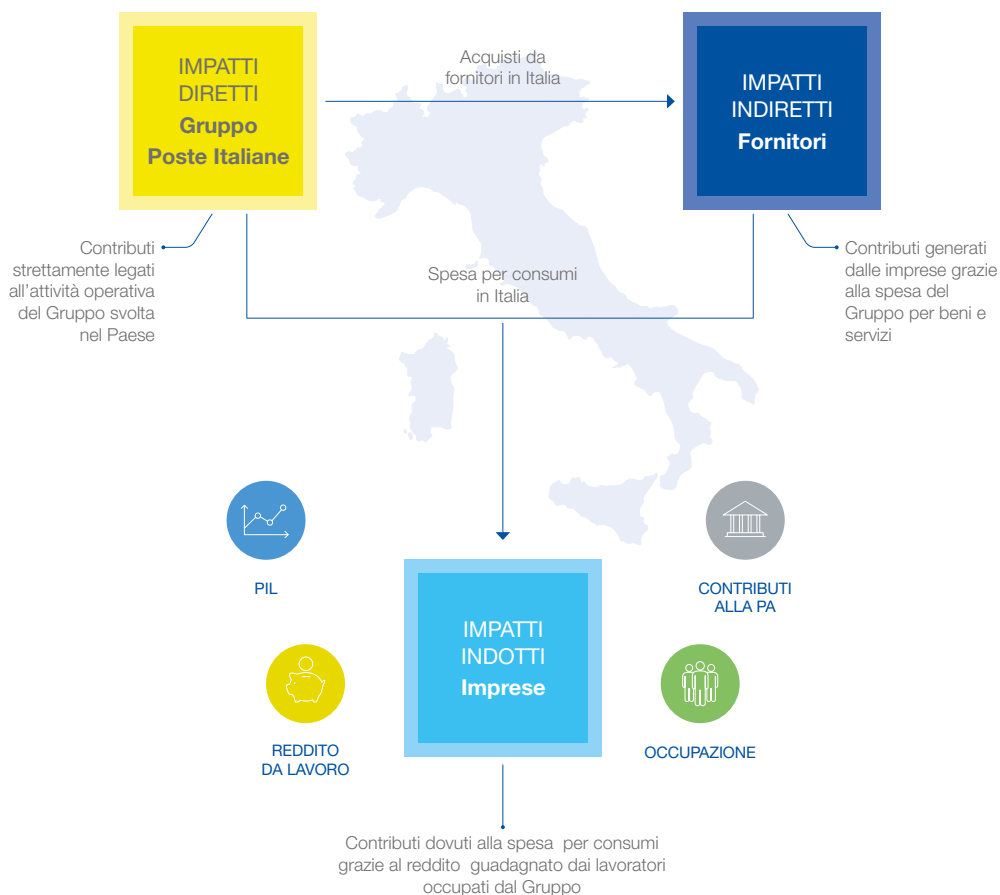 IMPATTI
DIRETTI
Gruppo
Poste Italiane
Acquisti da
fornitori in Italia
IMPATTI
INDIRETTI
Fornitori
Contributi
strettamente legati
all'attività operativa
del Gruppo svolta
nel Paese
Spesa per consumi
in Italia
Contributi generati
dalle imprese grazie
alla spesa del
Gruppo per beni e
servizi
PIL
CONTRIBUTI
ALLA PA
IMPATTI
INDOTTI
Imprese
REDDITO
DA LAVORO
OCCUPAZIONE
Contributi dovuti alla spesa per consumi
grazie al reddito guadagnato dai lavoratori
occupati dal Gruppo